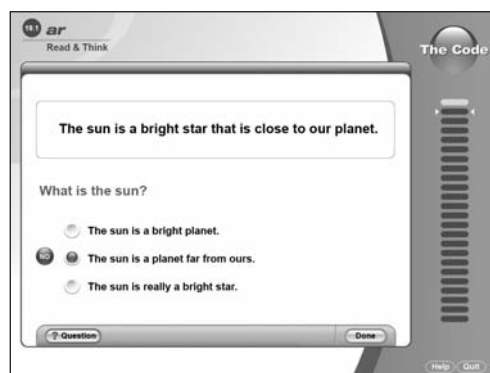 19.1 ar
Read & Think
The Code
The sun is a bright star that is close to our planet.
What is the sun?
The sun is a bright planet.
NO The sun is a planet far from ours.
The sun is really a bright star.
? Question
Done
Help Quit